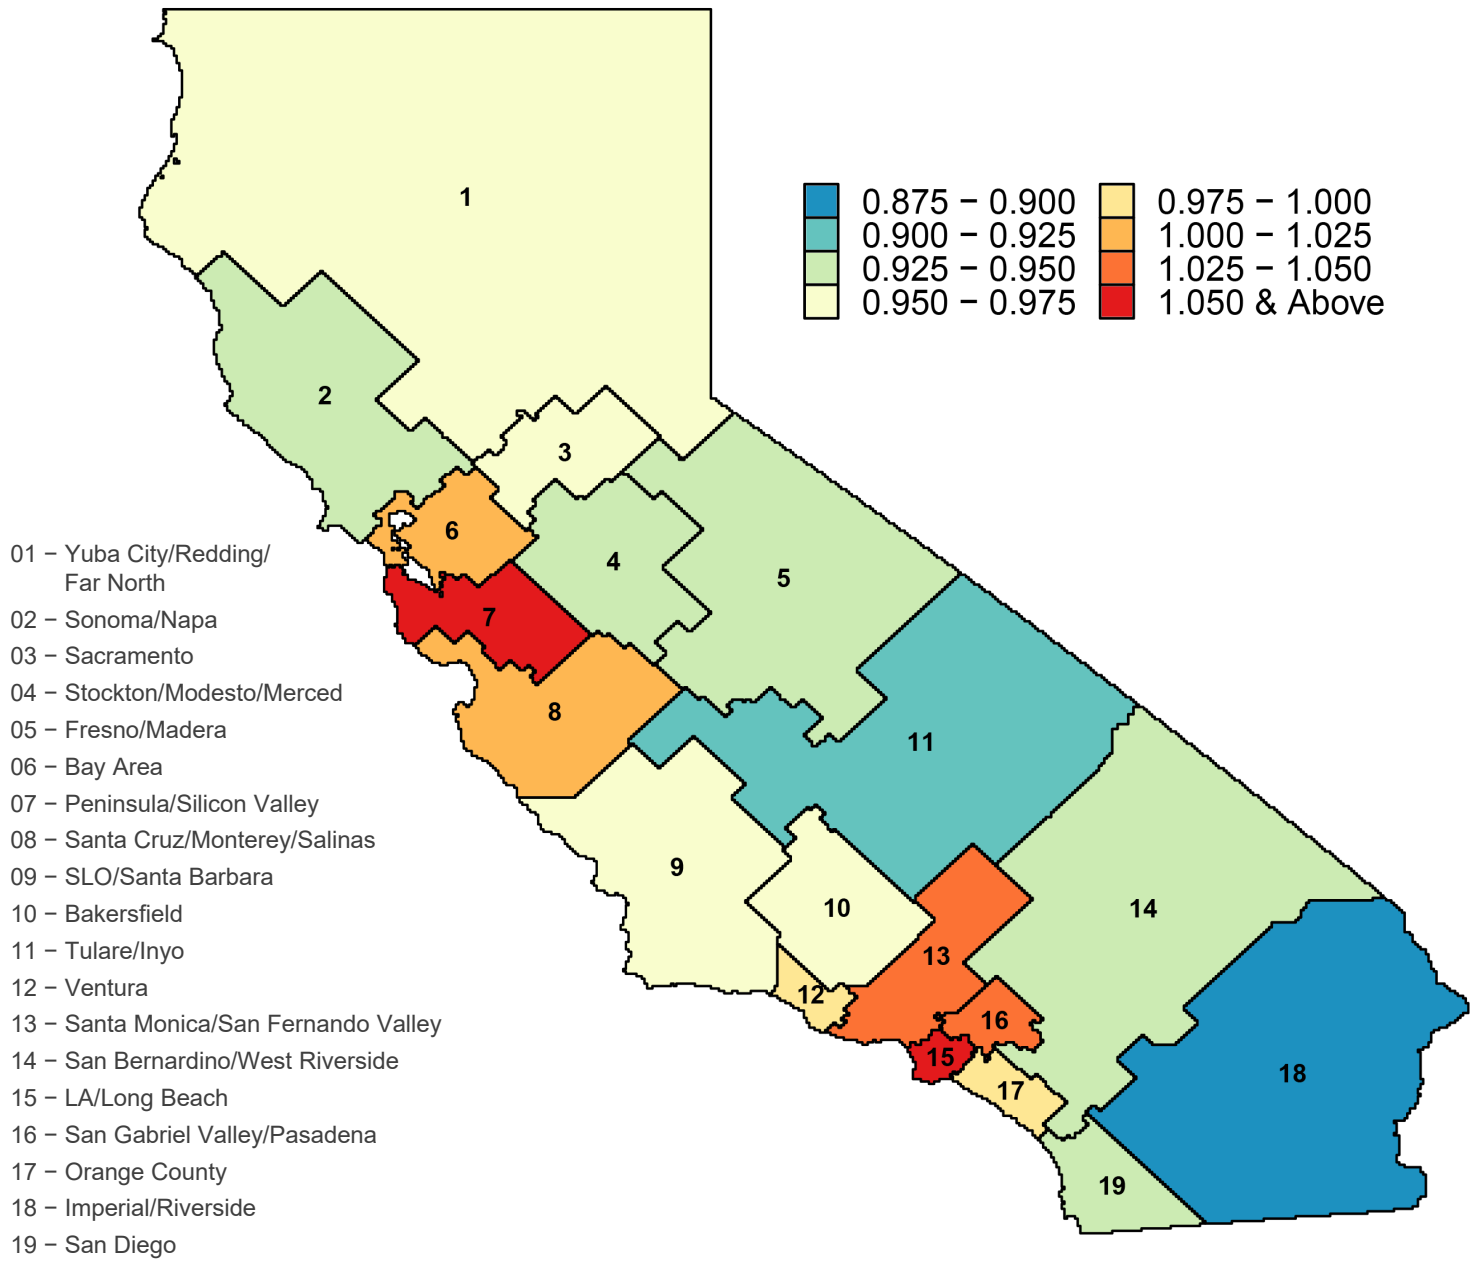 1
0.875 − 0.900
0.975 − 1.000
0.900 − 0.925
1.000 − 1.025
0.925 − 0.950
1.025 − 1.050
0.950 − 0.975
1.050 & Above
2
3
6
4
5
7
8
11
9
10
14
13
12
16
15
17
18
19
01 − Yuba City/Redding/
Far North
02 − Sonoma/Napa
03 − Sacramento
04 − Stockton/Modesto/Merced
05 − Fresno/Madera
06 − Bay Area
07 − Peninsula/Silicon Valley
08 − Santa Cruz/Monterey/Salinas
09 − SLO/Santa Barbara
10 − Bakersfield
11 − Tulare/Inyo
12 − Ventura
13 − Santa Monica/San Fernando Valley
14 − San Bernardino/West Riverside
15 − LA/Long Beach
16 − San Gabriel Valley/Pasadena
17 − Orange County
18 − Imperial/Riverside
19 − San Diego